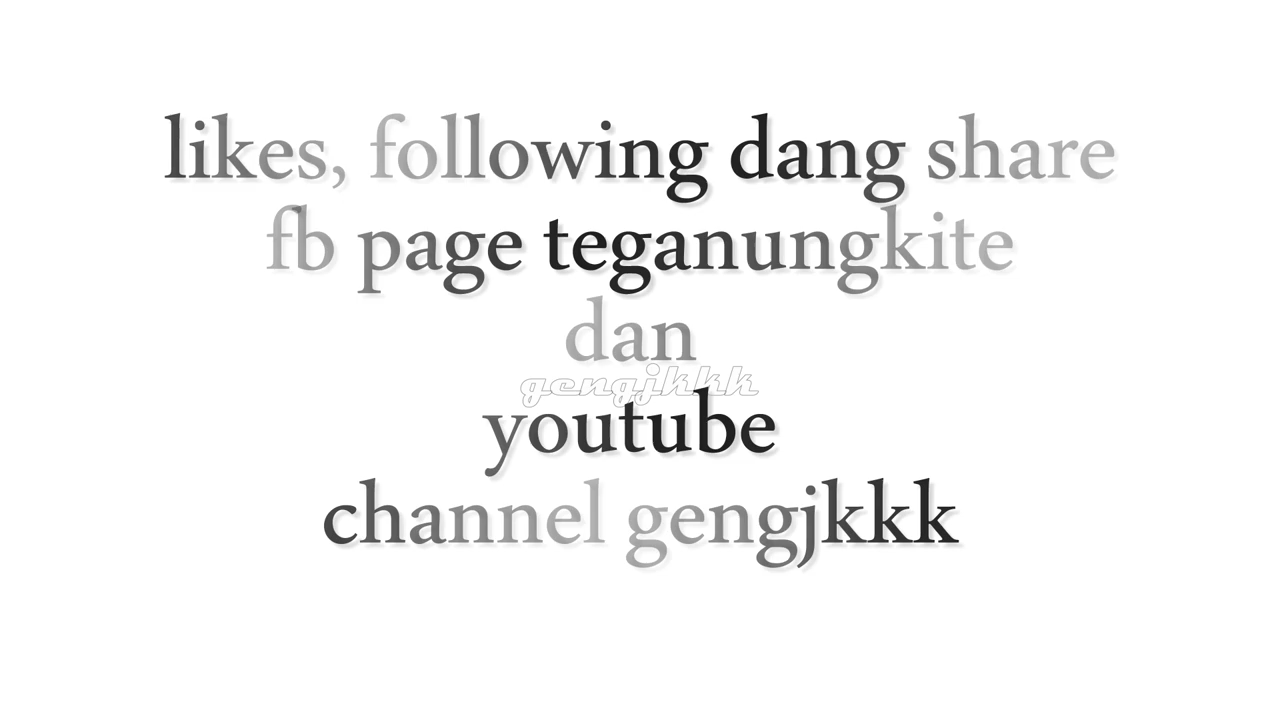 likes, following dang share
fb page teganungkite
dan
gengjkkk
youtube
channel gengjkkk